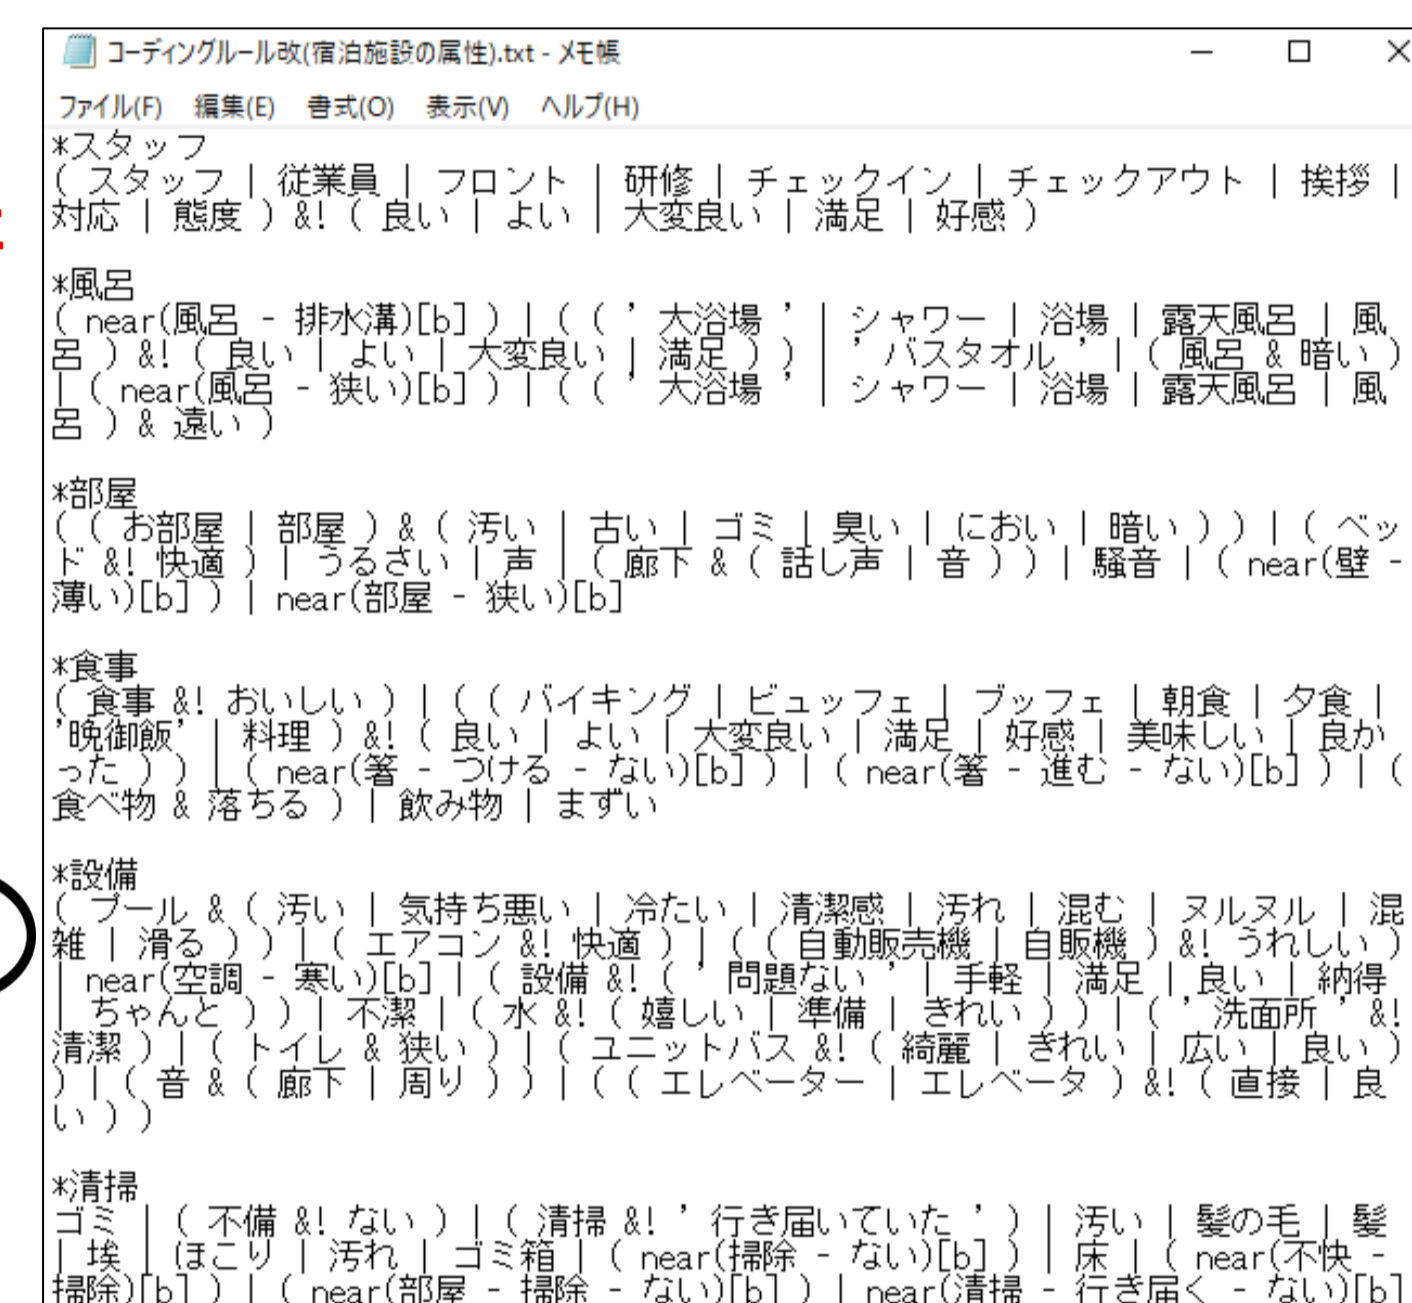 コーディングルール改(宿泊施設の属性).txt - メモ帳
ファイル(F) 編集(E) 書式(O) 表示(V) ヘルプ(H)
*スタッフ
( スタッフ | 従業員 | フロント | 研修 | チェックイン | チェックアウト | 挨拶 |
対応 | 態度 ) &! ( 良い | よい | 大変良い | 満足 | 好感 )
*風呂
( near(風呂 - 排水溝)[b] ) | ( ( ' 大浴場 ' | シャワー | 浴場 | 露天風呂 | 風
呂 ) &! ( 良い | よい | 大変良い | 満足 ) ) | ' バスタオル ' | ( 風呂 & 暗い )
| ( near(風呂 - 狭い)[b] ) | ( ( ' 大浴場 ' | シャワー | 浴場 | 露天風呂 | 風
呂 ) & 遠い )
*部屋
( ( お部屋 | 部屋 ) & ( 汚い | 古い | ゴミ | 臭い | におい | 暗い ) ) | ( ベッ
ド &! 快適 ) | うるさい | 声 | ( 廊下 & ( 話し声 | 音 ) ) | 騒音 | ( near(壁 -
薄い)[b] ) | near(部屋 - 狭い)[b]
*食事
( 食事 &! おいしい ) | ( ( バイキング | ビュッフェ | ブッフェ | 朝食 | 夕食 |
'晩御飯' | 料理 ) &! ( 良い | よい | 大変良い | 満足 | 好感 | 美味しい | 良か
った ) ) | ( near(箸 - つける - ない)[b] ) | ( near(箸 - 進む - ない)[b] ) | (
食べ物 & 落ちる ) | 飲み物 | まずい
*設備
( プール & ( 汚い | 気持ち悪い | 冷たい | 清潔感 | 汚れ | 混む | ヌルヌル | 混
雑 | 滑る ) ) | ( エアコン &! 快適 ) | ( ( 自動販売機 | 自販機 ) &! うれしい )
| near(空調 - 寒い)[b] | ( 設備 &! ( ' 問題ない ' | 手軽 | 満足 | 良い | 納得
| ちゃんと ) ) | 不潔 | ( 水 &! ( 嬉しい | 準備 | きれい ) ) | ( ' 洗面所 ' &!
清潔 ) | ( トイレ & 狭い ) | ( ユニットバス &! ( 綺麗 | きれい | 広い | 良い )
) | ( 音 & ( 廊下 | 周り ) ) | ( ( エレベーター | エレベータ ) &! ( 直接 | 良
い ) )
*清掃
ゴミ | ( 不備 &! ない ) | ( 清掃 &! ' 行き届いていた ' ) | 汚い | 髪の毛 | 髪
| 埃 | ほこり | 汚れ | ゴミ箱 | ( near(掃除 - ない)[b] ) | 床 | ( near(不快 -
掃除)[b] ) | ( near(部屋 - 掃除 - ない)[b] ) | near(清掃 - 行き届く - ない)[b]